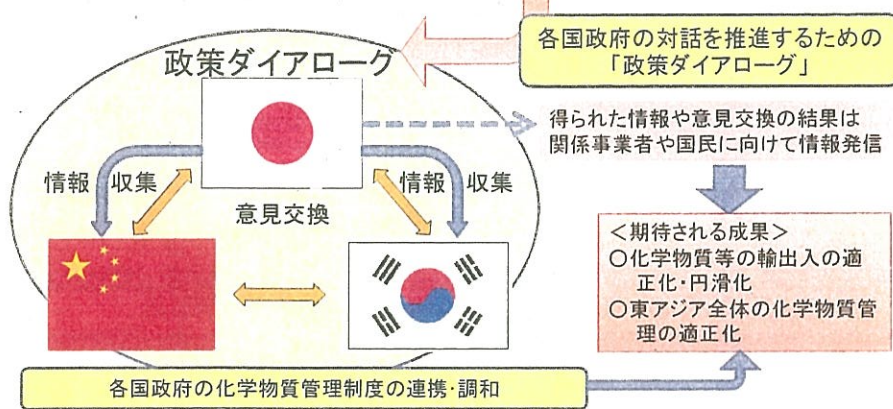 各国政府の対話を推進するための
「政策ダイアローグ」
政策ダイアローグ
得られた情報や意見交換の結果は
関係事業者や国民に向けて情報発信
情報 収集
情報 収集
意見交換
＜期待される成果＞
○化学物質等の輸出入の適
正化・円滑化
○東アジア全体の化学物質管
理の適正化
各国政府の化学物質管理制度の連携・調和